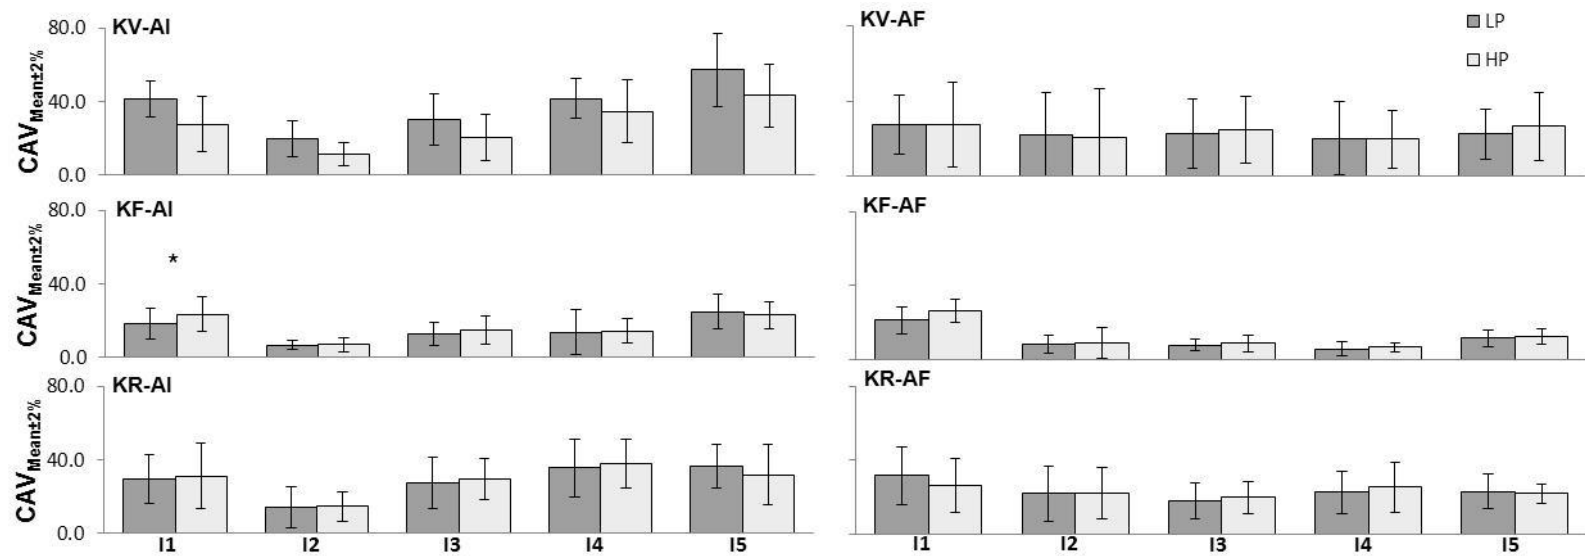 80.0
KV-AI
KV-AF
LP
HP
CAVMean±2%
40.0
0.0
80.0
KF-AI
KF-AF
*
CAVMean±2%
40.0
0.0
80.0
KR-AI
KR-AF
CAVMean±2%
40.0
0.0
I1 I2 I3 I4 I5
I1 I2 I3 I4 I5